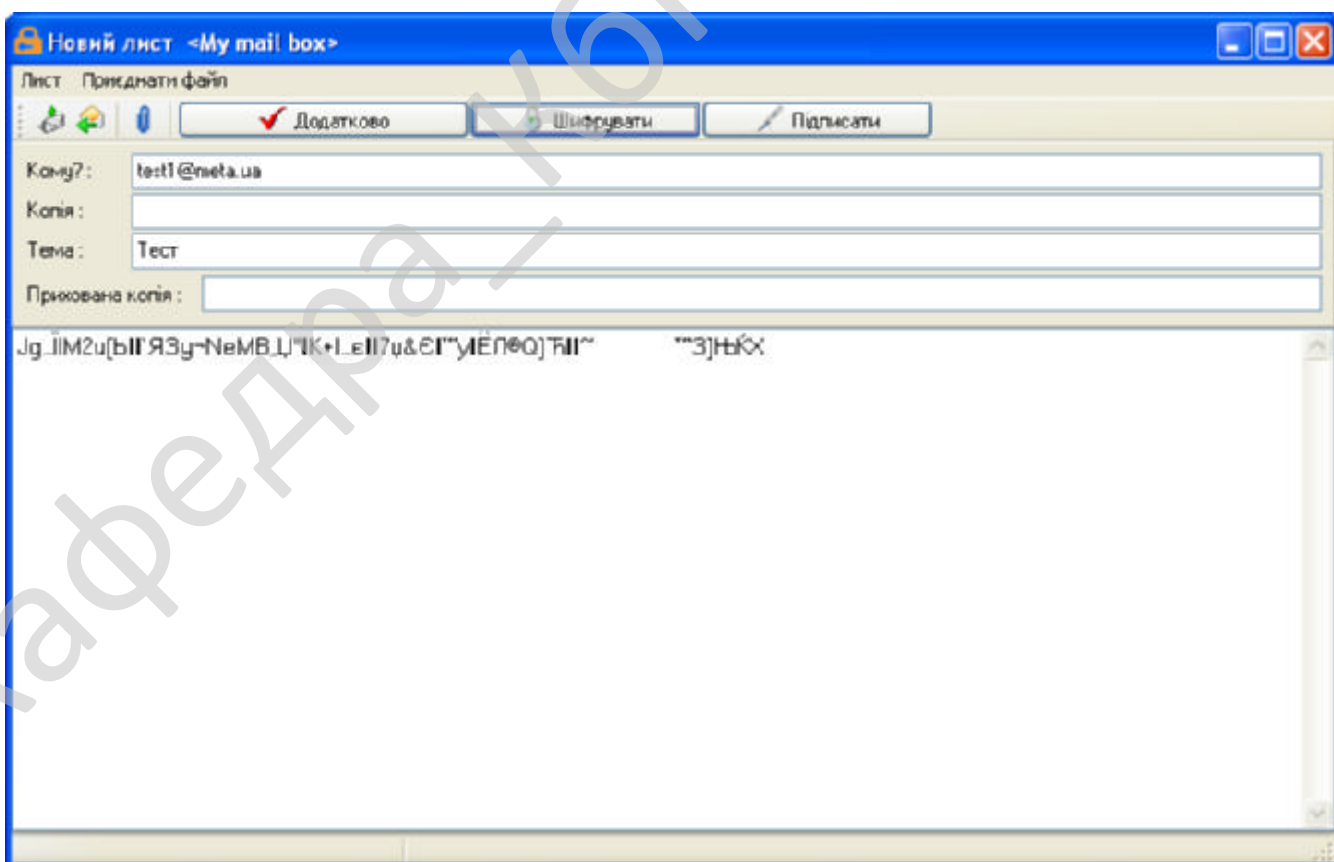 Новий лист <My mail box>
Лист Приєднати файл
Додатково Шифрувати Підписати
Кому?: test1@meta.ua
Копія :
Тема : Тест
Прихована копія :